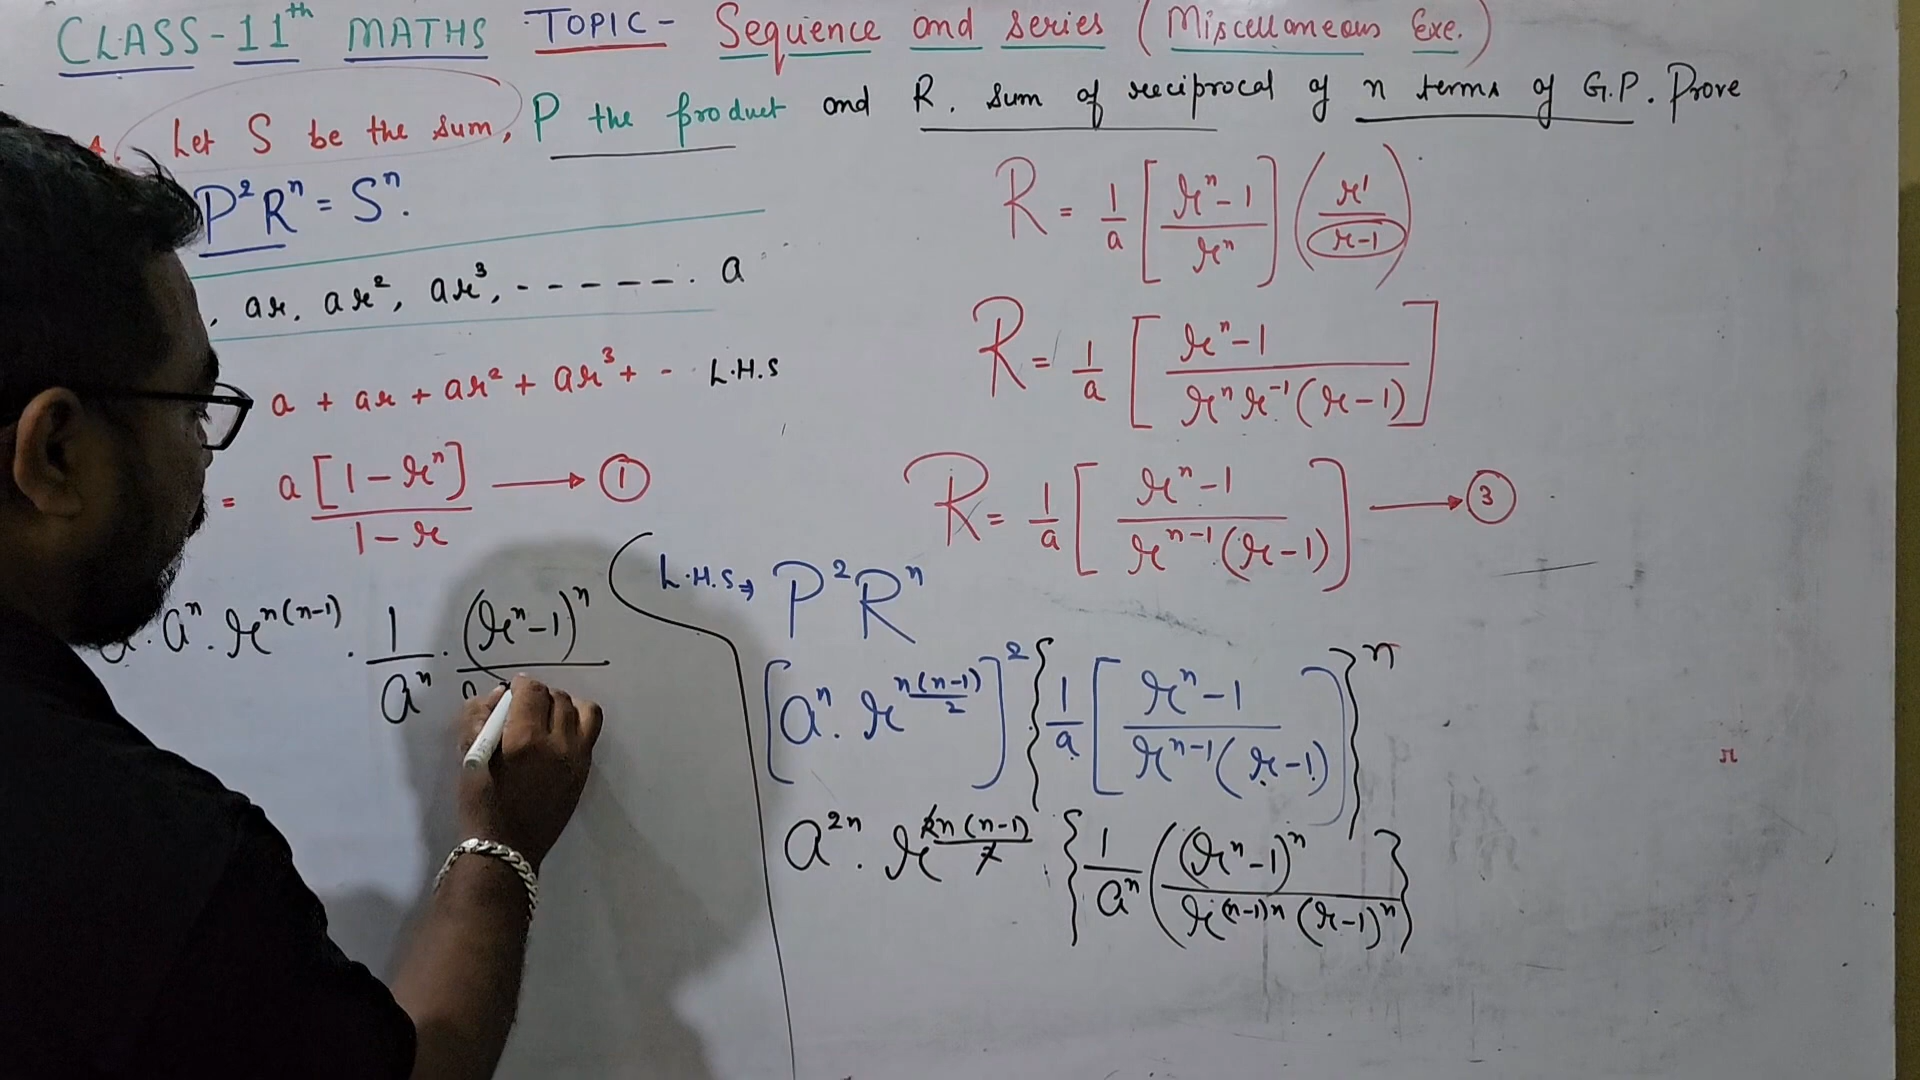 CLASS-11th MATHS TOPIC- Sequence and series (Miscellaneous Exe.)
Let S be the sum, P the product and R. sum of reciprocal of n terms of G.P. Prove
P²Rⁿ = Sⁿ.
, ar, ar², ar³, - - - - - . a
a + ar + ar² + ar³ + - L.H.S
= a[1-rⁿ] / 1-r → ①
. aⁿ . r^n(n-1) . 1/aⁿ . (rⁿ-1)ⁿ
R = 1/a [rⁿ-1 / rⁿ] (r¹ / r-1)
R = 1/a [rⁿ-1 / rⁿ r⁻¹ (r-1)]
R = 1/a [rⁿ-1 / rⁿ⁻¹ (r-1)] → ③
L.H.S ⇒ P²Rⁿ
[aⁿ . r^n(n-1)/2]² {1/a [rⁿ-1 / rⁿ⁻¹ (r-1)]}ⁿ
a²ⁿ . r^2n(n-1)/2 . {1/aⁿ ((rⁿ-1)ⁿ / r^(n-1)n (r-1)ⁿ)}
r